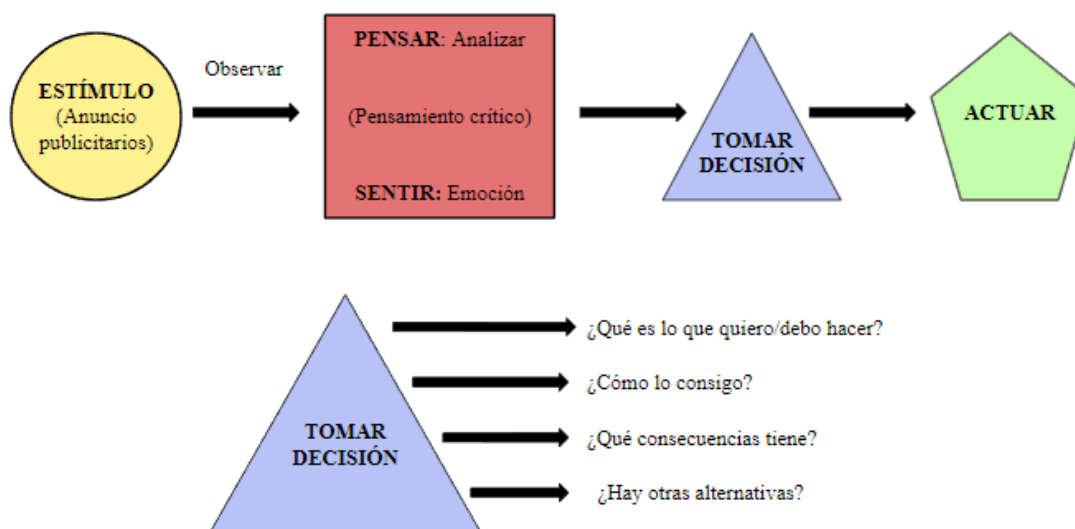 ESTÍMULO
(Anuncio
publicitarios)
Observar
PENSAR: Analizar
(Pensamiento crítico)
SENTIR: Emoción
TOMAR
DECISIÓN
ACTUAR
TOMAR
DECISIÓN
¿Qué es lo que quiero/debo hacer?
¿Cómo lo consigo?
¿Qué consecuencias tiene?
¿Hay otras alternativas?